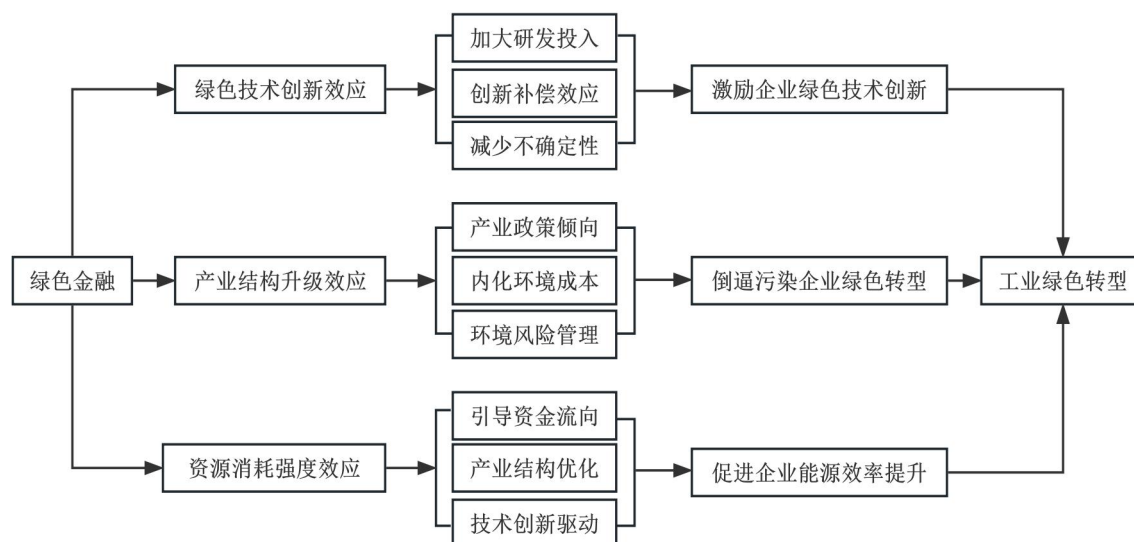 绿色金融
绿色技术创新效应
加大研发投入
创新补偿效应
减少不确定性
激励企业绿色技术创新
产业结构升级效应
产业政策倾向
内化环境成本
环境风险管理
倒逼污染企业绿色转型
工业绿色转型
资源消耗强度效应
引导资金流向
产业结构优化
技术创新驱动
促进企业能源效率提升